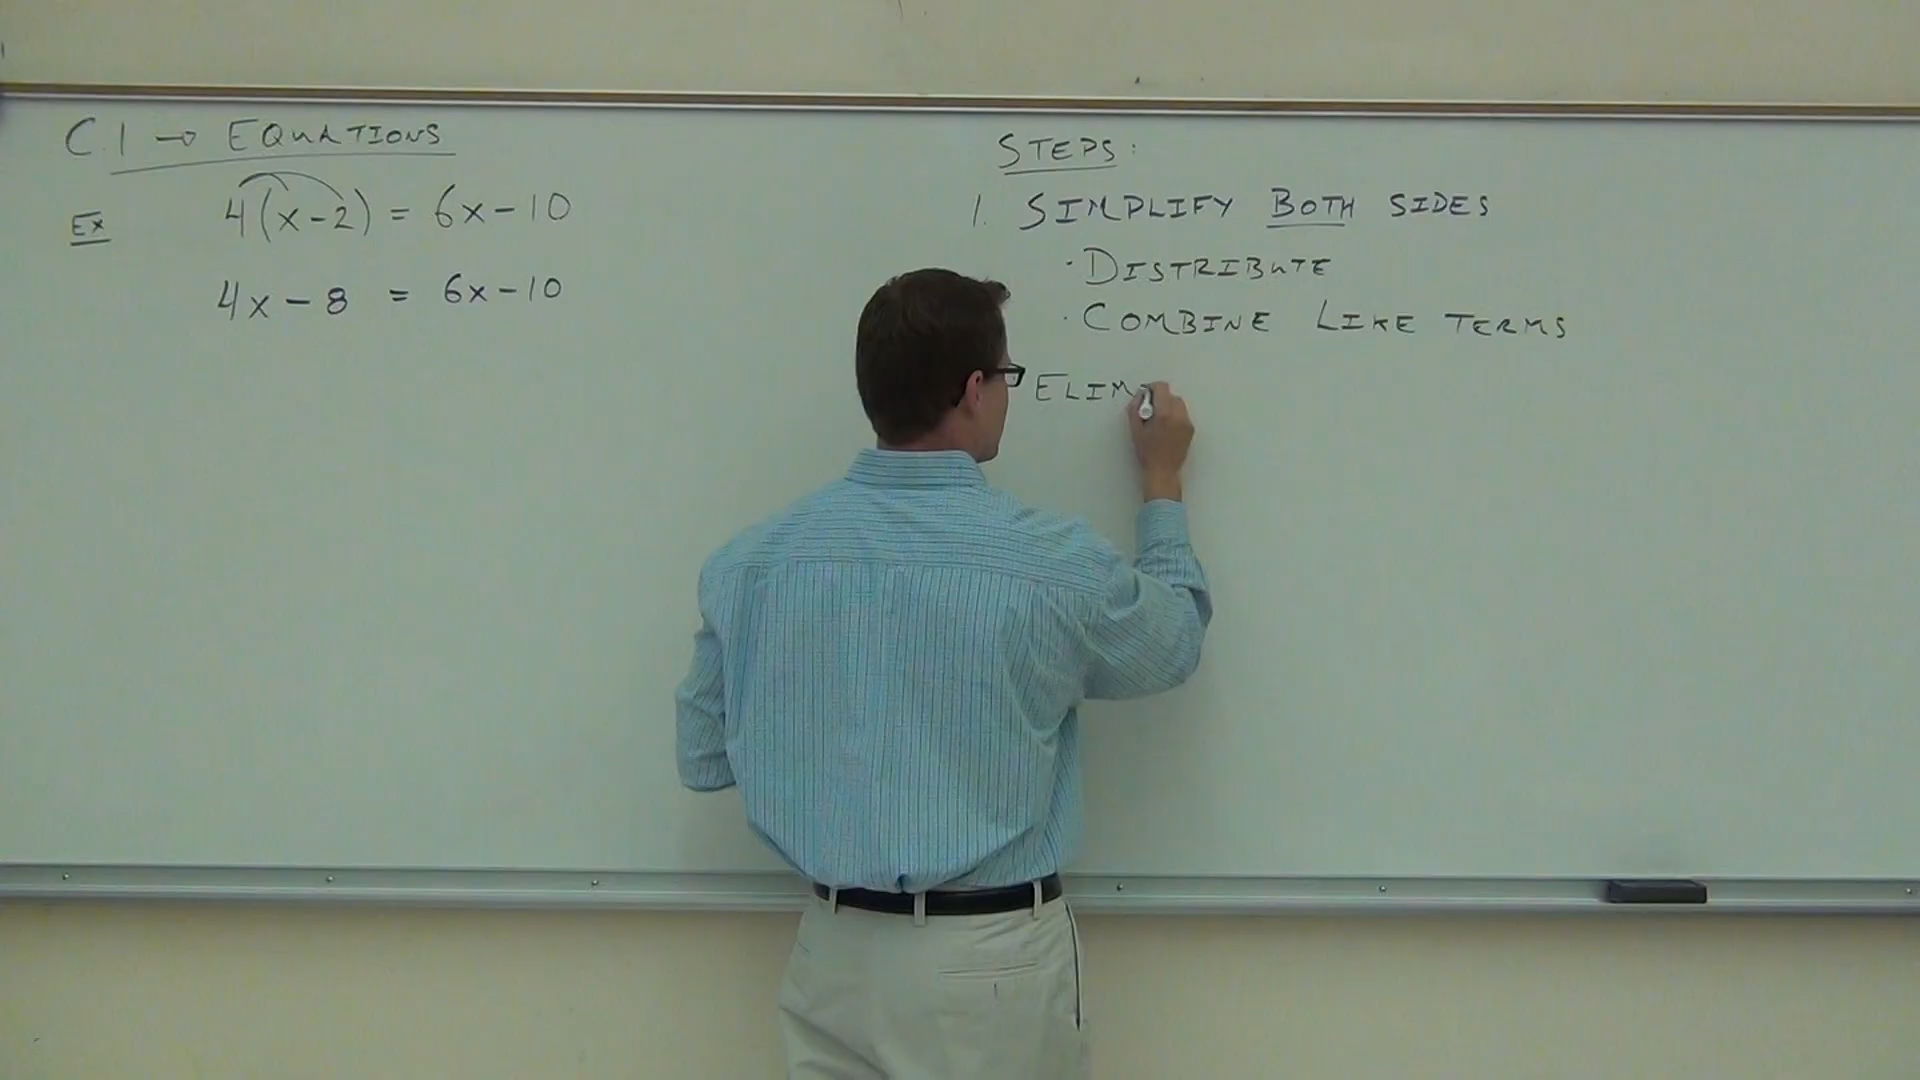 C.1 → EQUATIONS
Ex 4(x-2) = 6x-10
4x - 8 = 6x-10
STEPS:
1. SIMPLIFY BOTH SIDES
· DISTRIBUTE
· COMBINE LIKE TERMS
ELIM